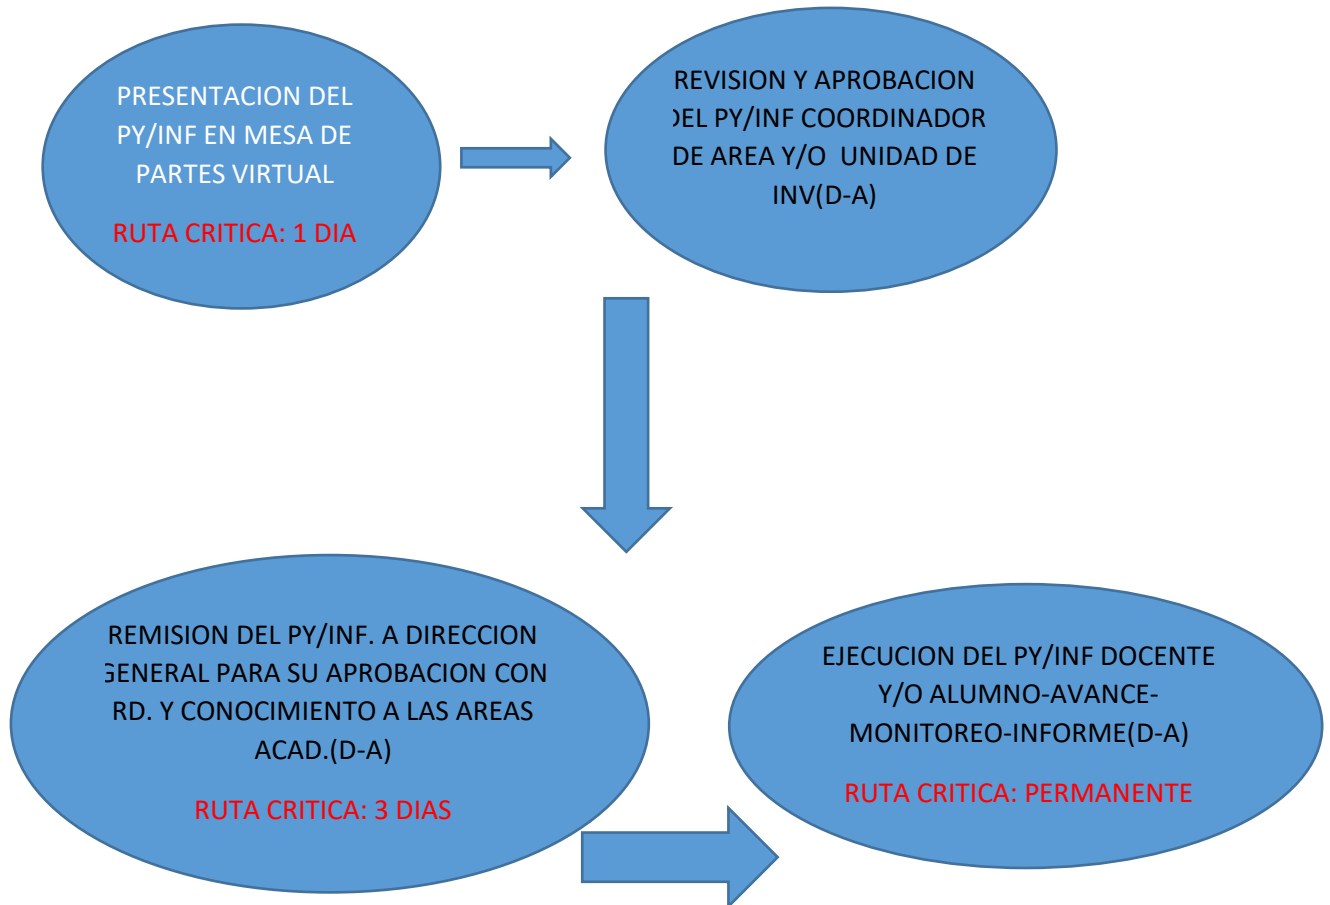 PRESENTACION DEL
PY/INF EN MESA DE
PARTES VIRTUAL
RUTA CRITICA: 1 DIA
REVISION Y APROBACION
DEL PY/INF COORDINADOR
DE AREA Y/O UNIDAD DE
INV(D-A)
REMISION DEL PY/INF. A DIRECCION
GENERAL PARA SU APROBACION CON
RD. Y CONOCIMIENTO A LAS AREAS
ACAD.(D-A)
RUTA CRITICA: 3 DIAS
EJECUCION DEL PY/INF DOCENTE
Y/O ALUMNO-AVANCE-
MONITOREO-INFORME(D-A)
RUTA CRITICA: PERMANENTE